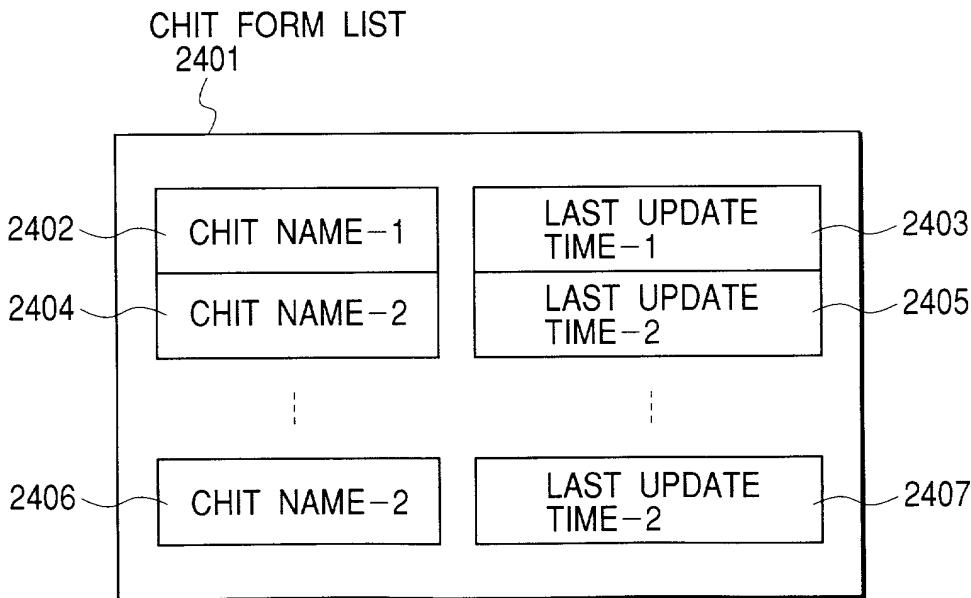 CHIT FORM LIST
2401
2402 CHIT NAME-1 LAST UPDATE 2403
TIME-1
2404 CHIT NAME-2 LAST UPDATE 2405
TIME-2
2406 CHIT NAME-2 LAST UPDATE 2407
TIME-2